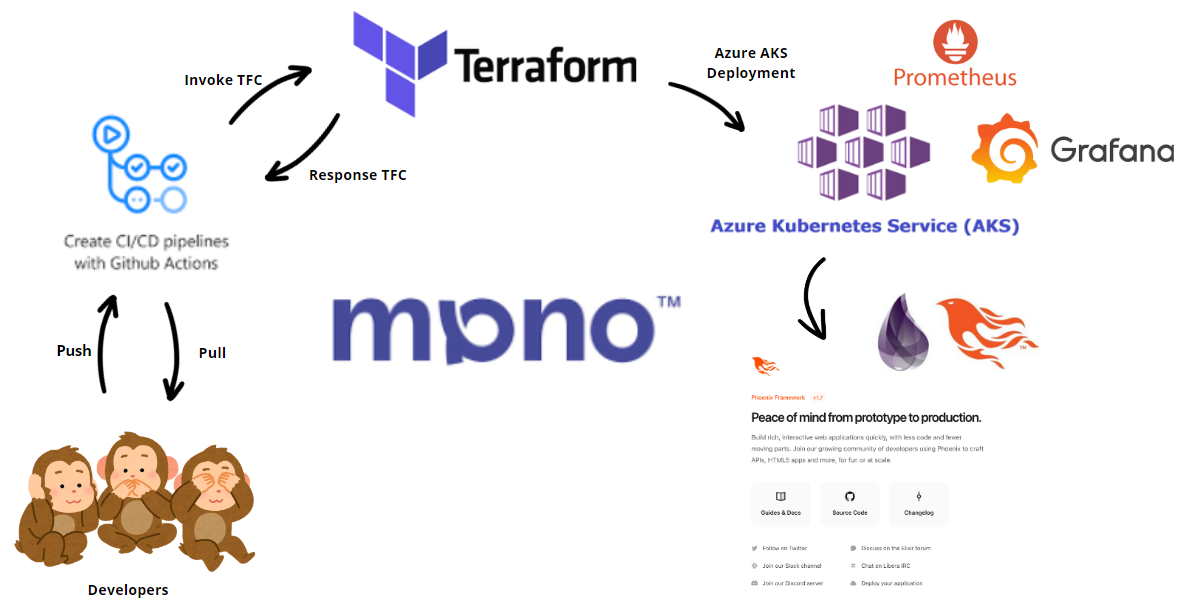 Invoke TFC
Terraform
Azure AKS
Deployment
Prometheus
Response TFC
Grafana
Create CI/CD pipelines
with Github Actions
Azure Kubernetes Service (AKS)
mono™
Push
Pull
Phoenix Framework v1.7
Peace of mind from prototype to production.
Build rich, interactive web applications quickly, with less code and fewer
moving parts. Join our growing community of developers using Phoenix to craft
APIs, HTML5 apps and more, for fun or at scale.
Guides & Docs
Source Code
Changelog
Follow on Twitter
Discuss on the Elixir forum
Join our Slack channel
Chat on Libera IRC
Join our Discord server
Deploy your application
Developers